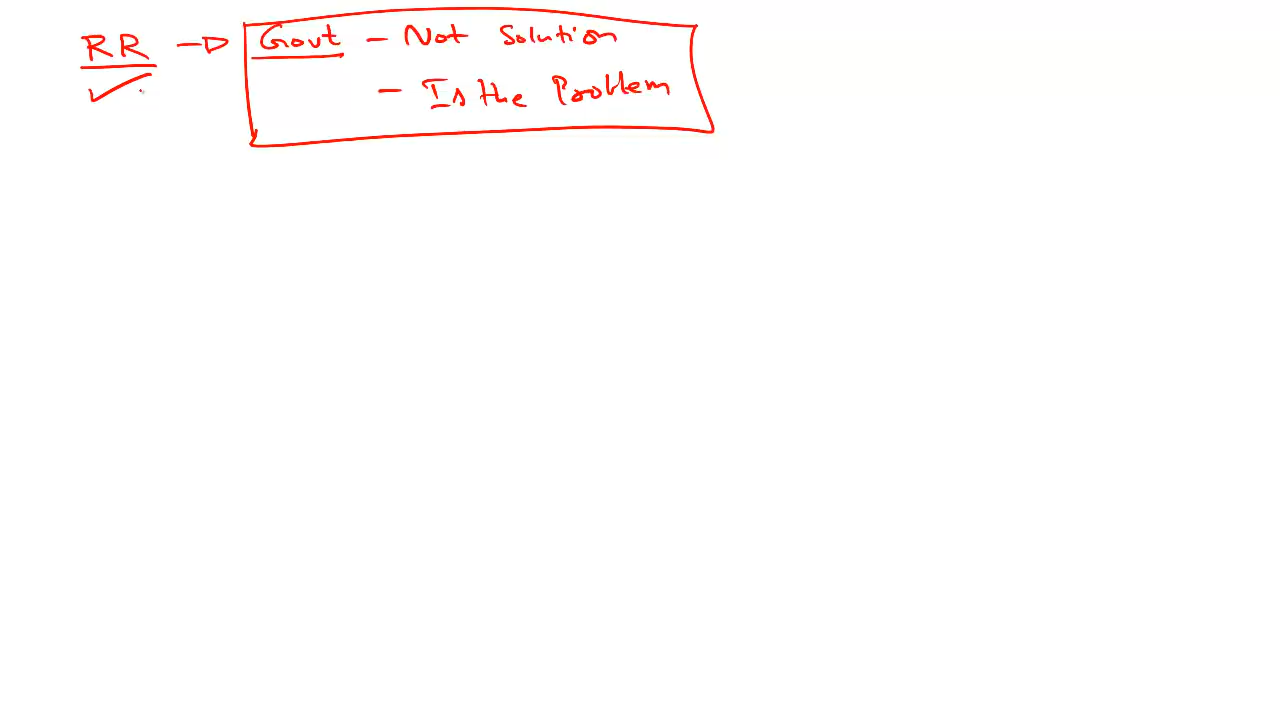 RR → Govt - Not Solution
- Is the Problem